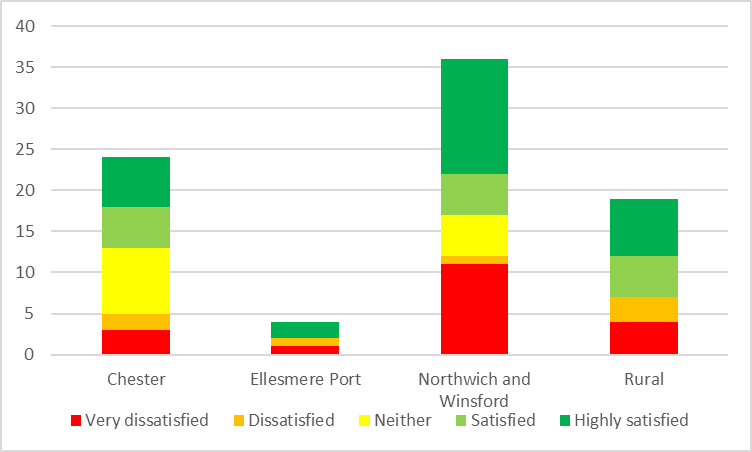 40
35
30
25
20
15
10
5
0
Chester
Ellesmere Port
Northwich and
Winsford
Rural
Very dissatisfied
Dissatisfied
Neither
Satisfied
Highly satisfied